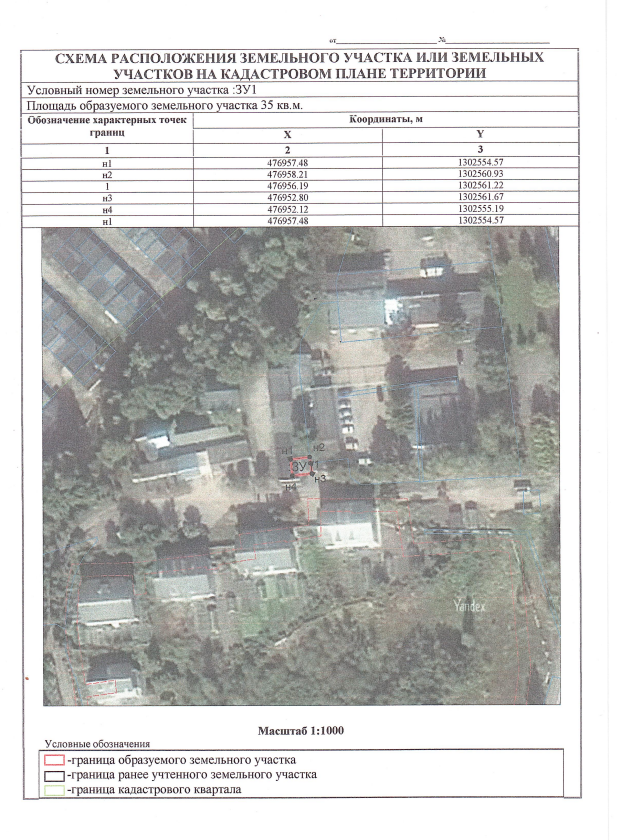 от №
СХЕМА РАСПОЛОЖЕНИЯ ЗЕМЕЛЬНОГО УЧАСТКА ИЛИ ЗЕМЕЛЬНЫХ
УЧАСТКОВ НА КАДАСТРОВОМ ПЛАНЕ ТЕРРИТОРИИ
Условный номер земельного участка :ЗУ1
Площадь образуемого земельного участка 35 кв.м.
Обозначение характерных точек границ Координаты, м
X Y
1 2 3
н1 476957.48 1302554.57
н2 476958.21 1302560.93
1 476956.19 1302561.22
н3 476952.80 1302561.67
н4 476952.12 1302555.19
н1 476957.48 1302554.57
н1 н2
ЗУ1
н4 н3
Yandex
Масштаб 1:1000
Условные обозначения
-граница образуемого земельного участка
-граница ранее учтенного земельного участка
-граница кадастрового квартала